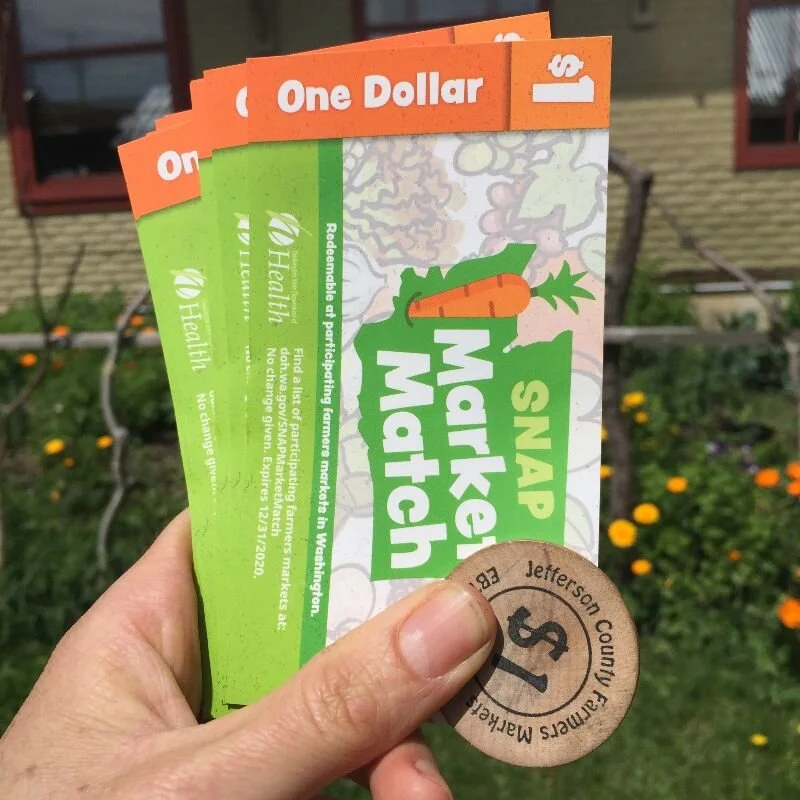 One Dollar
$1
$
On
Redeemable at participating farmers markets in Washington.
Health
Find a list of participating farmers markets at:
doh.wa.gov/SNAPMarketMatch
No change given. Expires 12/31/2020.
SNAP
Market
Match
Health
No change given.
Jefferson County Farmers Markets
EBT
$1